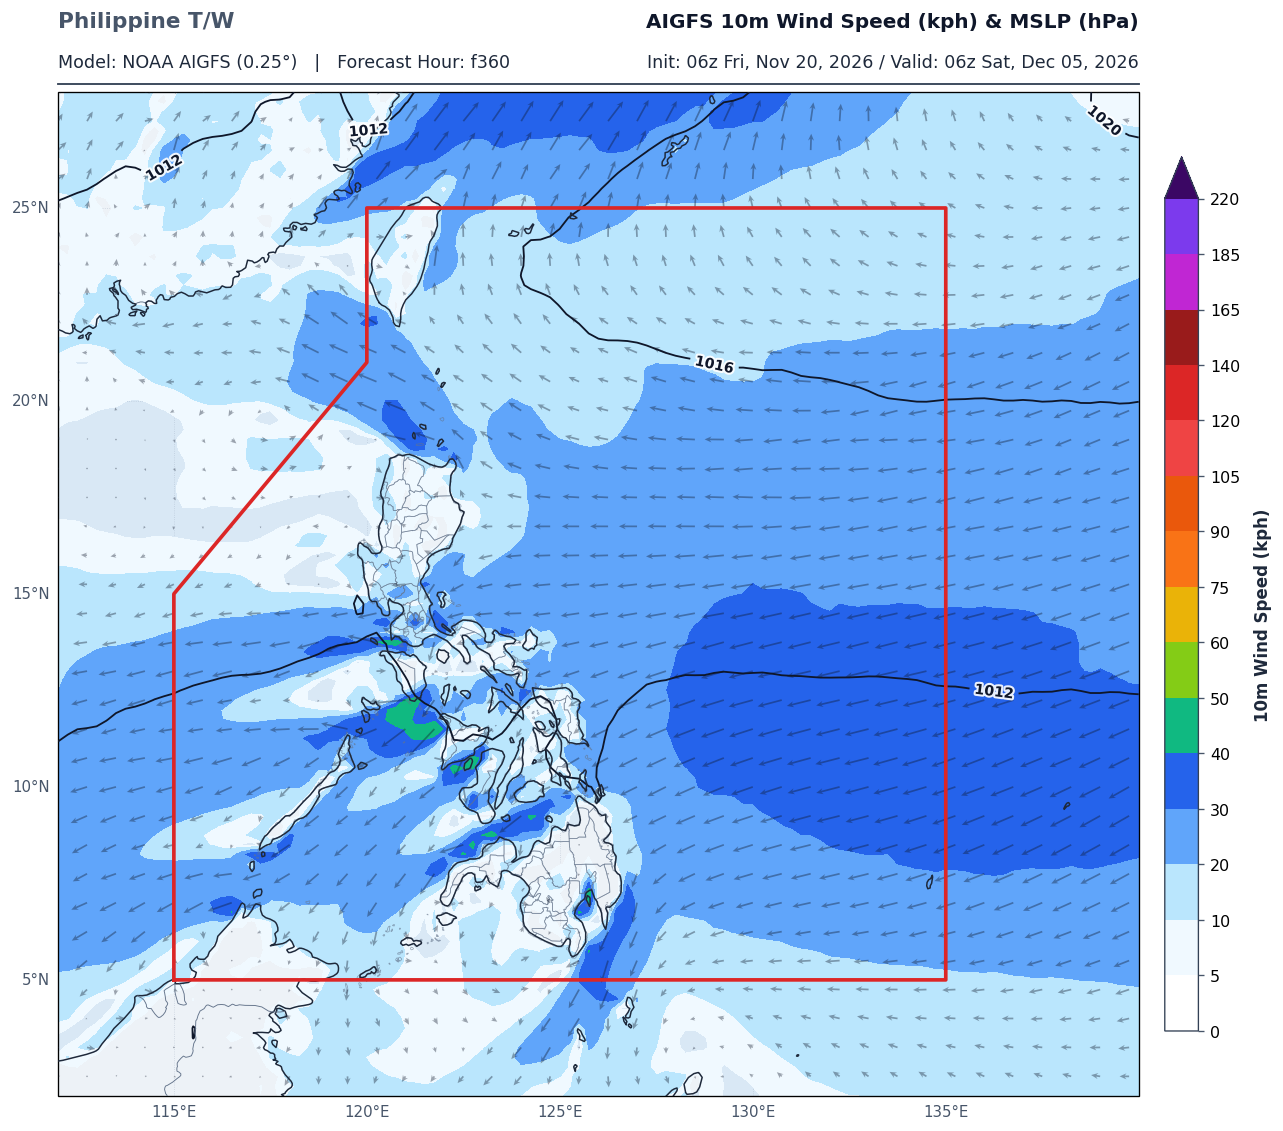 Philippine T/W
AIGFS 10m Wind Speed (kph) & MSLP (hPa)
Model: NOAA AIGFS (0.25°) | Forecast Hour: f360
Init: 06z Fri, Nov 20, 2026 / Valid: 06z Sat, Dec 05, 2026
1012
1012
1020
1016
1012
25°N
20°N
15°N
10°N
5°N
115°E
120°E
125°E
130°E
135°E
220
185
165
140
120
105
90
75
60
50
40
30
20
10
5
0
10m Wind Speed (kph)